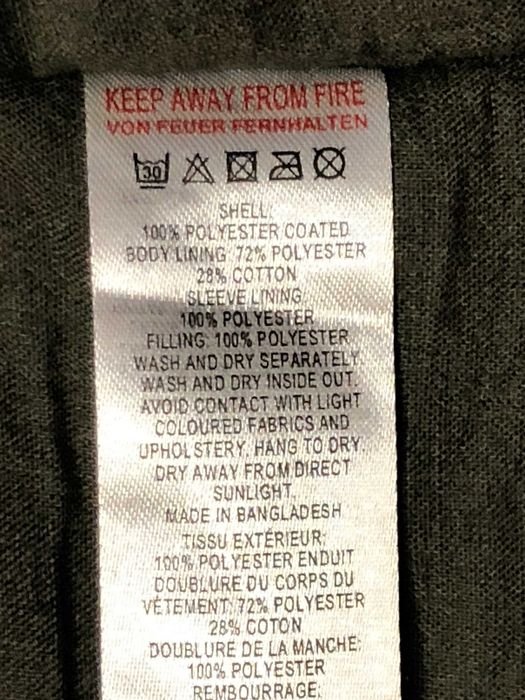 KEEP AWAY FROM FIRE
VON FEUER FERNHALTEN
30
SHELL:
100% POLYESTER COATED
BODY LINING: 72% POLYESTER
28% COTTON
SLEEVE LINING:
100% POLYESTER
FILLING: 100% POLYESTER
WASH AND DRY SEPARATELY.
WASH AND DRY INSIDE OUT.
AVOID CONTACT WITH LIGHT
COLOURED FABRICS AND
UPHOLSTERY. HANG TO DRY.
DRY AWAY FROM DIRECT
SUNLIGHT.
MADE IN BANGLADESH
TISSU EXTÉRIEUR:
100% POLYESTER ENDUIT
DOUBLURE DU CORPS DU
VÊTEMENT: 72% POLYESTER
28% COTON
DOUBLURE DE LA MANCHE:
100% POLYESTER
REMBOURRAGE: